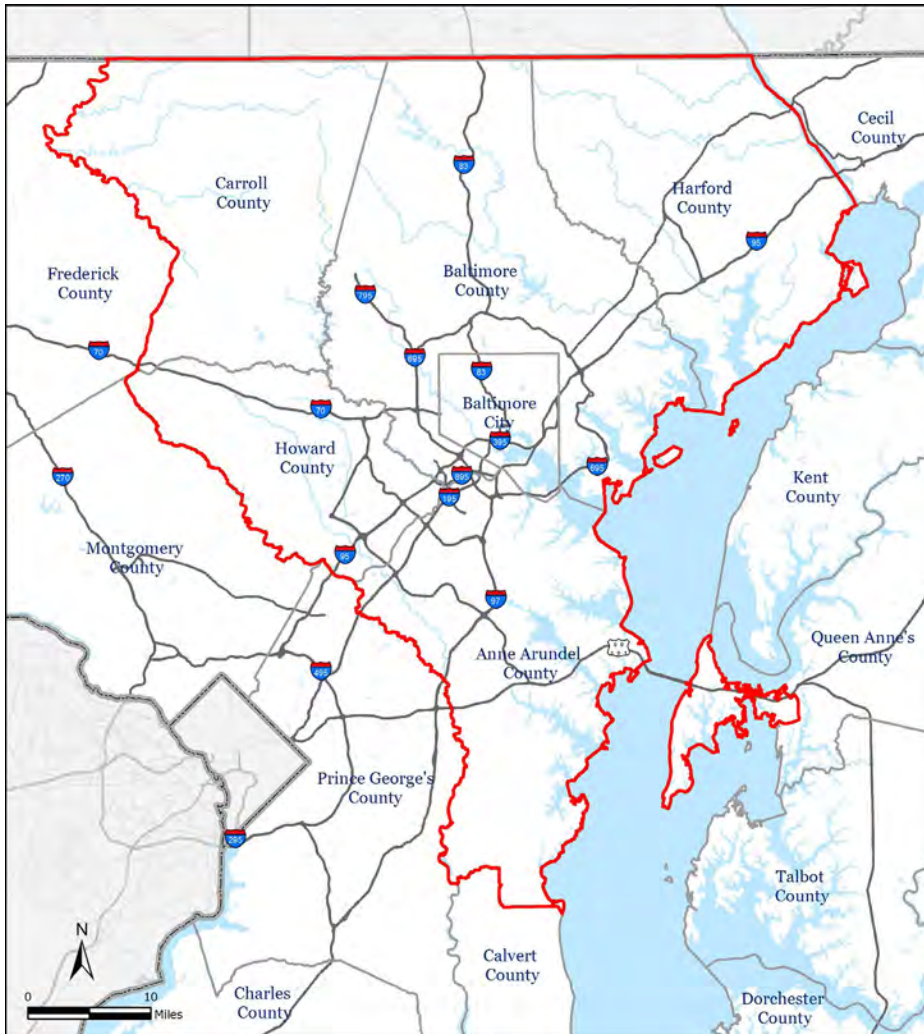 Cecil
County
83
Carroll
County
Harford
County
95
Frederick
County
Baltimore
County
795
70
695
83
Baltimore
City
70
395
Howard
County
695
895
195
Kent
County
270
Montgomery
County
95
97
Anne Arundel
County
Queen Anne's
County
495
Prince George's
County
295
Talbot
County
N
Calvert
County
0 10
Miles
Charles
County
Dorchester
County